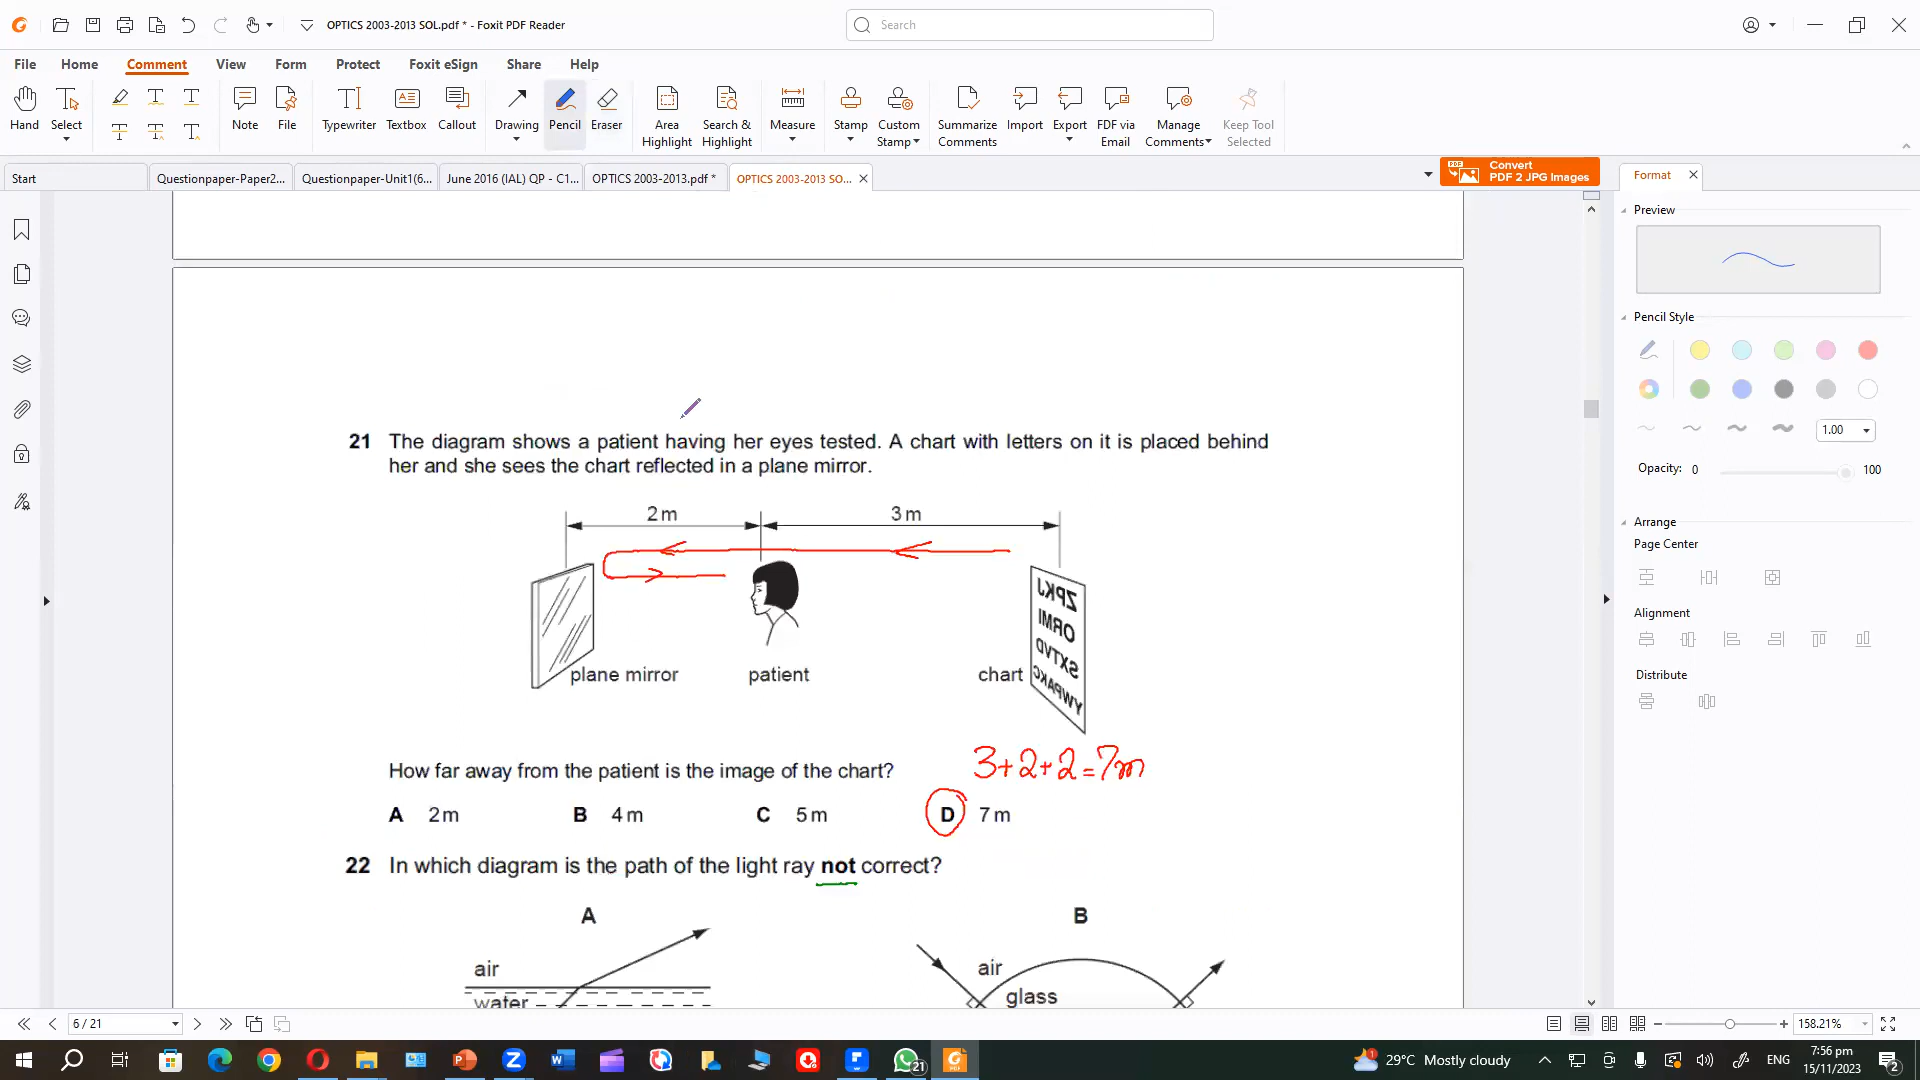 OPTICS 2003-2013 SOL.pdf * - Foxit PDF Reader
Search
File Home Comment View Form Protect Foxit eSign Share Help
Hand
Select
Note
File
Typewriter
Textbox
Callout
Drawing
Pencil
Eraser
Area Highlight
Search & Highlight
Measure
Stamp
Custom Stamp
Summarize Comments
Import
Export
FDF via Email
Manage Comments
Keep Tool Selected
Start
Questionpaper-Paper2...
Questionpaper-Unit1(6...
June 2016 (IAL) QP - C1...
OPTICS 2003-2013.pdf *
OPTICS 2003-2013 SO...
Convert
PDF 2 JPG Images
Format
Preview
Pencil Style
1.00
Opacity: 0 100
Arrange
Page Center
Alignment
Distribute
21 The diagram shows a patient having her eyes tested. A chart with letters on it is placed behind
her and she sees the chart reflected in a plane mirror.
2 m 3 m
ZPKJ
ORMI
SXTVD
YWPAKC
plane mirror patient chart
3+2+2=7m
How far away from the patient is the image of the chart?
A 2 m B 4 m C 5 m D 7 m
22 In which diagram is the path of the light ray not correct?
A B
air
water
air
glass
6 / 21
158.21%
21
29°C Mostly cloudy
ENG
7:56 pm
15/11/2023
2